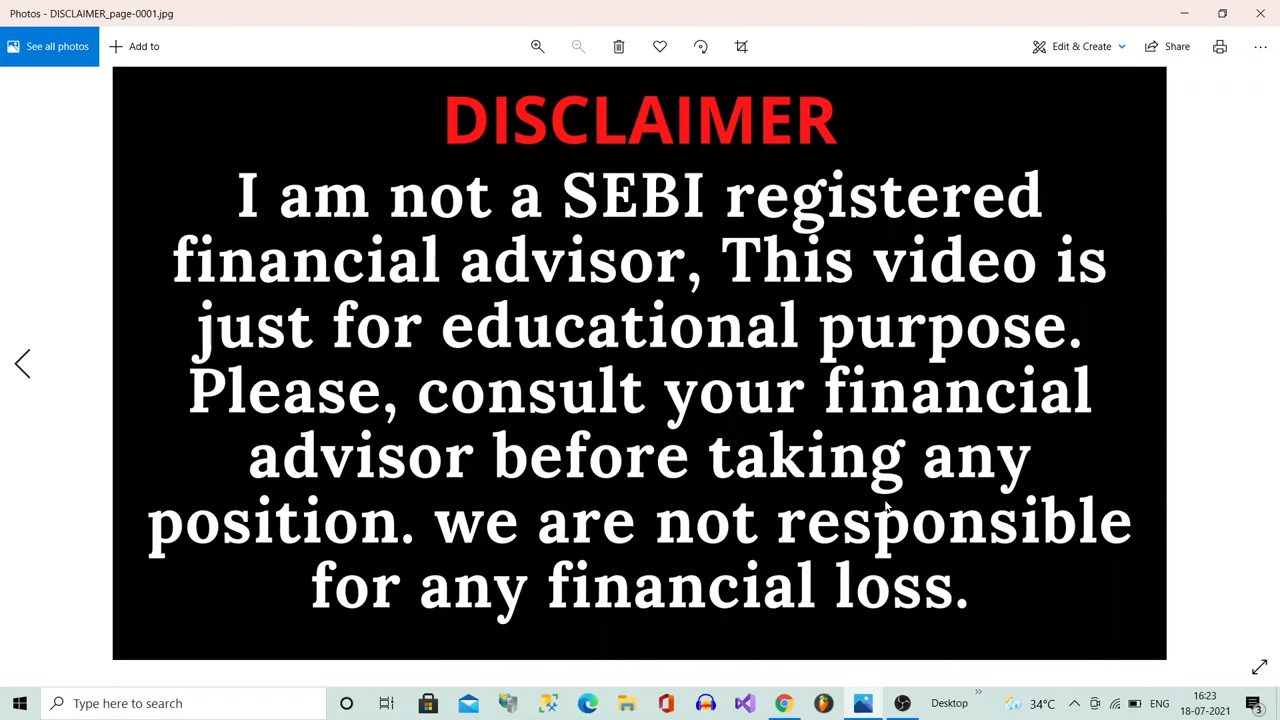 Photos - DISCLAIMER_page-0001.jpg
See all photos
Add to
Edit & Create
Share
DISCLAIMER
I am not a SEBI registered
financial advisor, This video is
just for educational purpose.
Please, consult your financial
advisor before taking any
position. we are not responsible
for any financial loss.
Type here to search
Desktop
34°C
ENG
16:23
18-07-2021
3